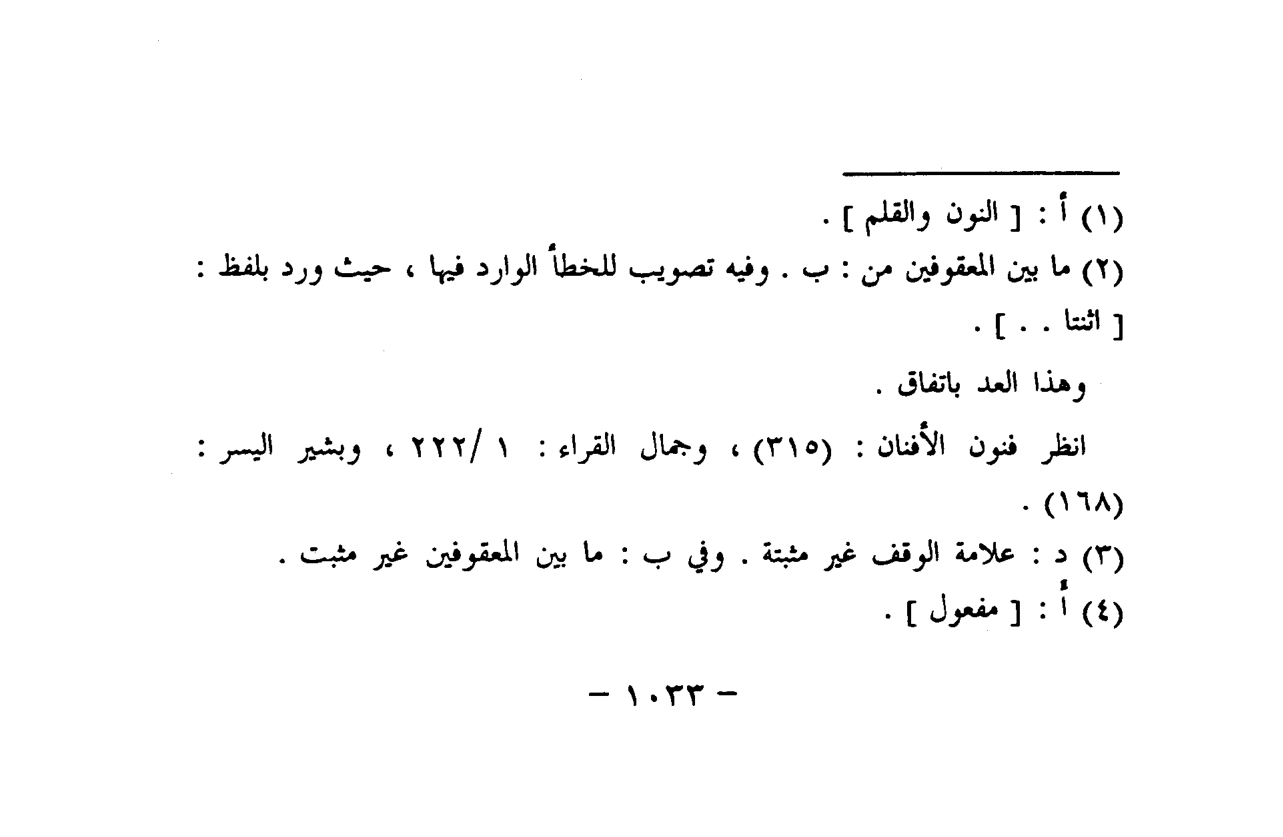 (١) أ : [ النون والقلم ] .
(٢) ما بين المعقوفين من : ب . وفيه تصويب للخطأ الوارد فيها ، حيث ورد بلفظ :
[ اثنتا . . ] .
وهذا العد باتفاق .
انظر فنون الأفنان : (٣١٥) ، وجمال القراء : ١ /٢٢٢ ، وبشير اليسر :
(١٦٨) .
(٣) د : علامة الوقف غير مثبتة . وفي ب : ما بين المعقوفين غير مثبت .
(٤) أ : [ مفعول ] .
– ١٠٣٣ –